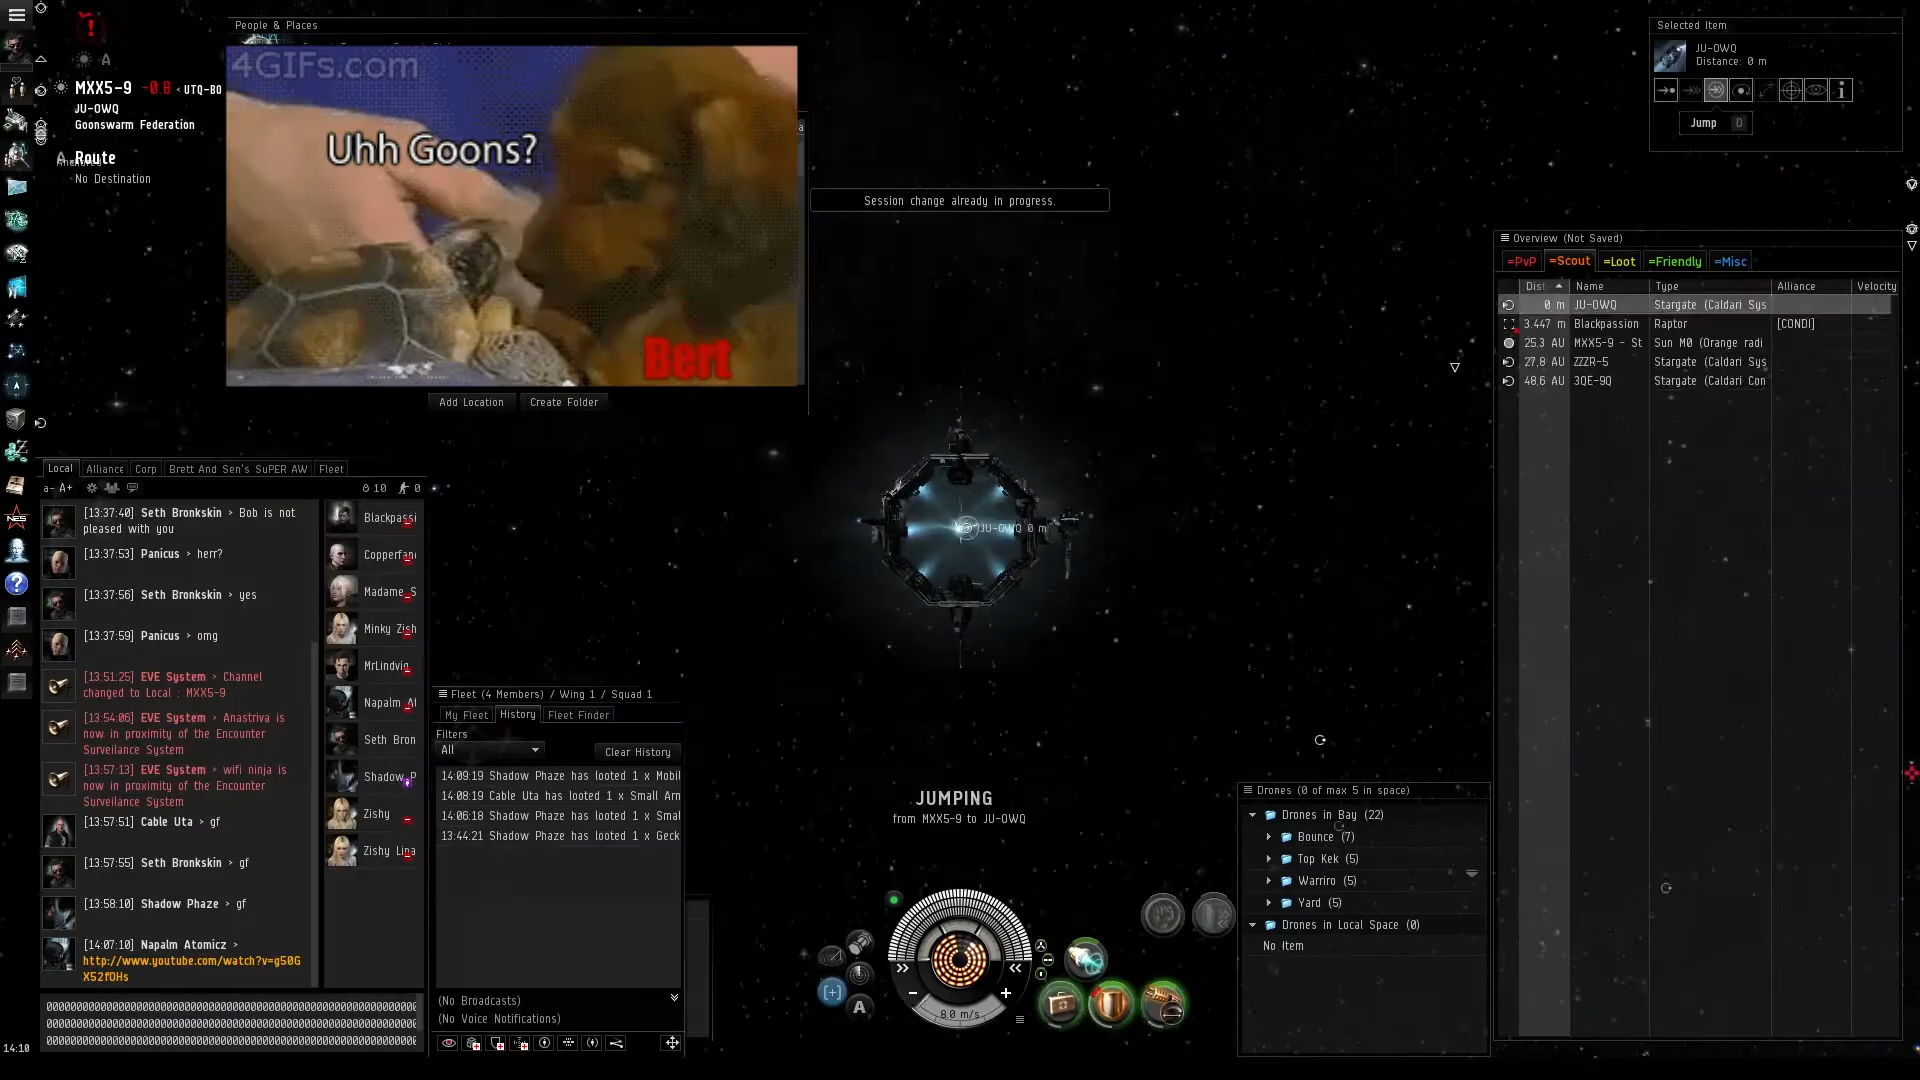 People & Places
4GIFs.com
Uhh Goons?
Bert
Add Location
Create Folder
A
MXX5-9 -0.8 < UTQ-BO
JU-OWQ
Goonswarm Federation
Route
No Destination
Session change already in progress.
Selected Item
JU-OWQ
Distance: 0 m
Jump D
Overview (Not Saved)
=PvP =Scout =Loot =Friendly =Misc
Dist Name Type Alliance Velocity
0 m JU-OWQ Stargate (Caldari Sys
3.447 m Blackpassion Raptor [CONDI]
25,3 AU MXX5-9 - St Sun M0 (Orange radi
27,8 AU ZZZR-5 Stargate (Caldari Sys
48,6 AU 3QE-9Q Stargate (Caldari Con
JU-OWQ 0 m
Local Alliance Corp Brett And Sen's SuPER AW Fleet
a- A+
10 0
[13:37:40] Seth Bronkskin > Bob is not
pleased with you
[13:37:53] Panicus > herr?
[13:37:56] Seth Bronkskin > yes
[13:37:59] Panicus > omg
[13:51:25] EVE System > Channel
changed to Local : MXX5-9
[13:54:06] EVE System > Anastriva is
now in proximity of the Encounter
Surveilance System
[13:57:13] EVE System > wifi ninja is
now in proximity of the Encounter
Surveilance System
[13:57:51] Cable Uta > gf
[13:57:55] Seth Bronkskin > gf
[13:58:10] Shadow Phaze > gf
[14:07:10] Napalm Atomicz >
http://www.youtube.com/watch?v=g50G
X52fOHs
Blackpassi
Copperfan
Madame S
Minky Zish
MrLindvig
Napalm At
Seth Bron
Shadow P
Zishy
Zishy Lina
14:10
Fleet (4 Members) / Wing 1 / Squad 1
My Fleet History Fleet Finder
Filters
All
Clear History
14:09:19 Shadow Phaze has looted 1 x Mobil
14:08:19 Cable Uta has looted 1 x Small Arm
14:06:18 Shadow Phaze has looted 1 x Smal
13:44:21 Shadow Phaze has looted 1 x Geck
(No Broadcasts)
(No Voice Notifications)
JUMPING
from MXX5-9 to JU-OWQ
A
8.0 m/s
Drones (0 of max 5 in space)
Drones in Bay (22)
Bounce (7)
Top Kek (5)
Warriro (5)
Yard (5)
Drones in Local Space (0)
No Item